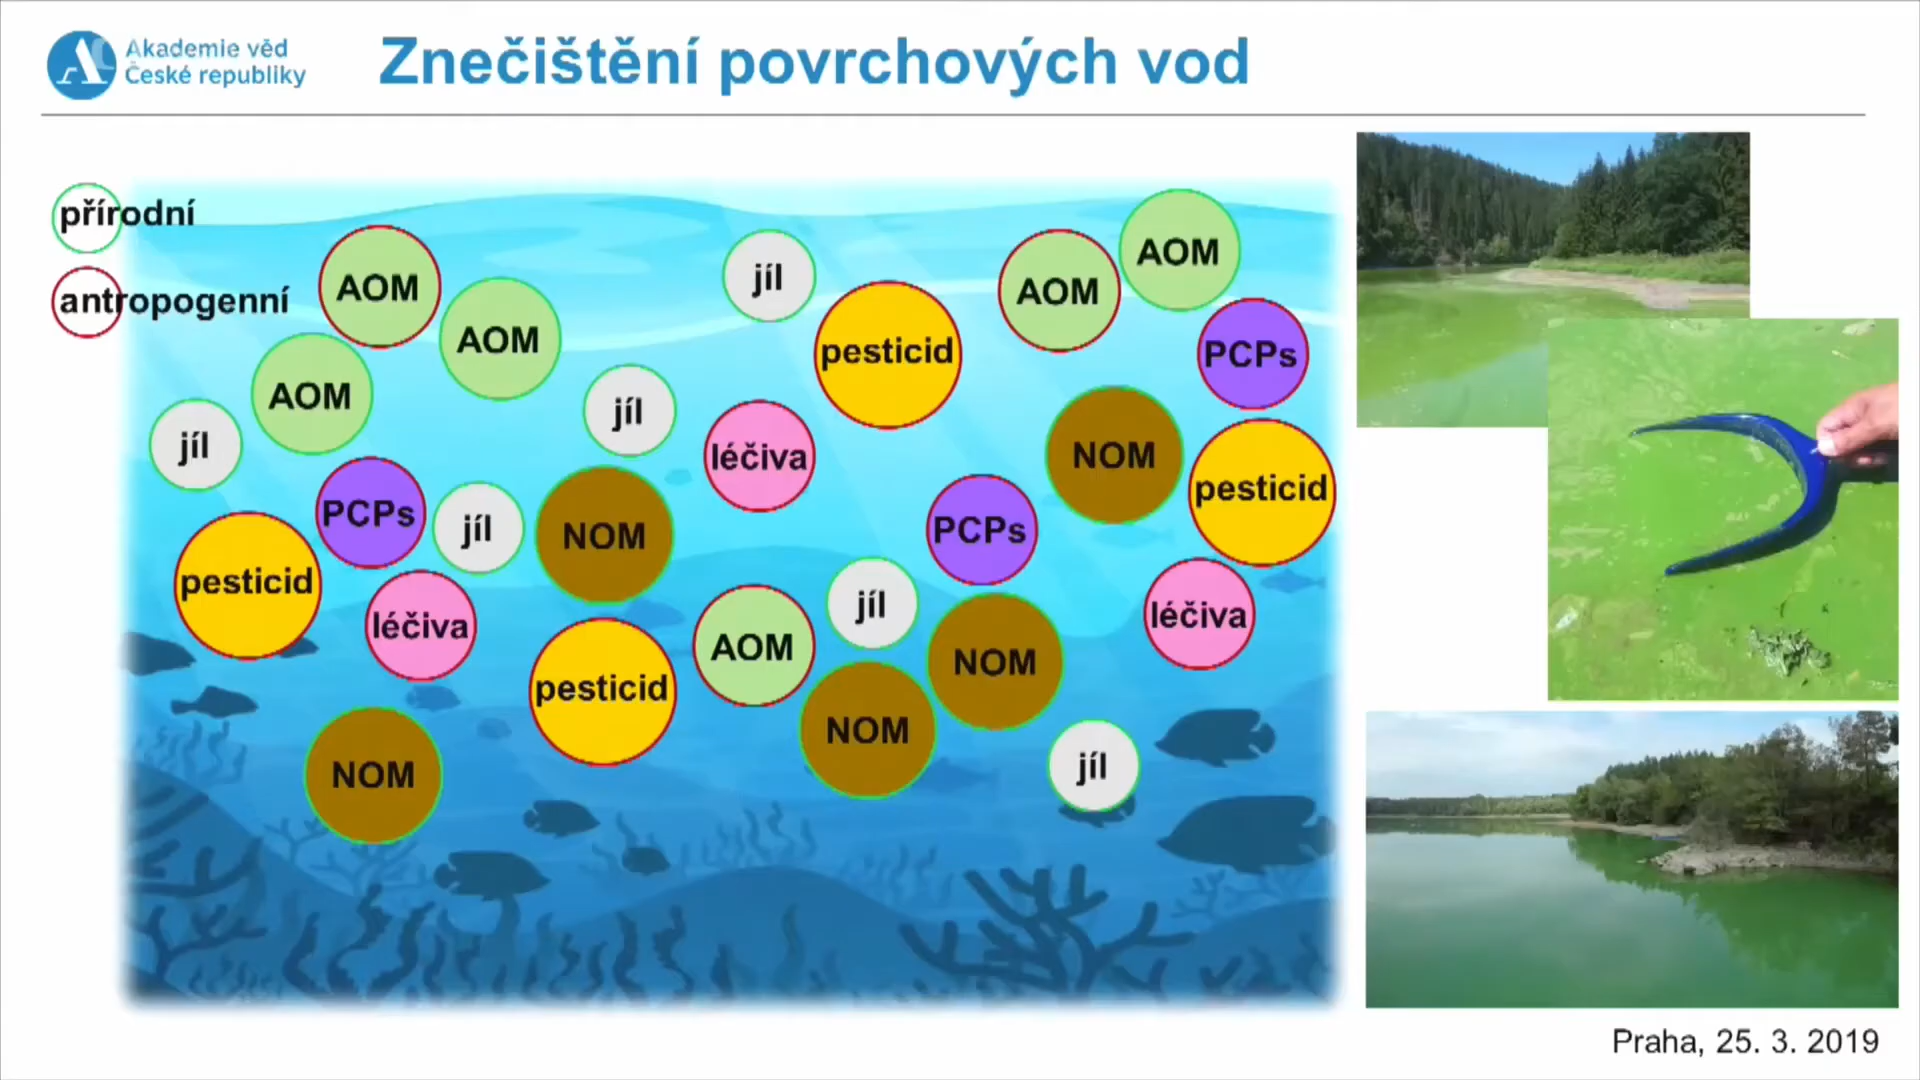 Akademie věd
České republiky
Znečištění povrchových vod
přírodní
antropogenní
AOM
AOM
AOM
jíl
PCPs
jíl
pesticid
léčiva
NOM
jíl
NOM
pesticid
jíl
pesticid
léčiva
AOM
jíl
NOM
NOM
PCPs
AOM
AOM
PCPs
NOM
pesticid
léčiva
jíl
Praha, 25. 3. 2019